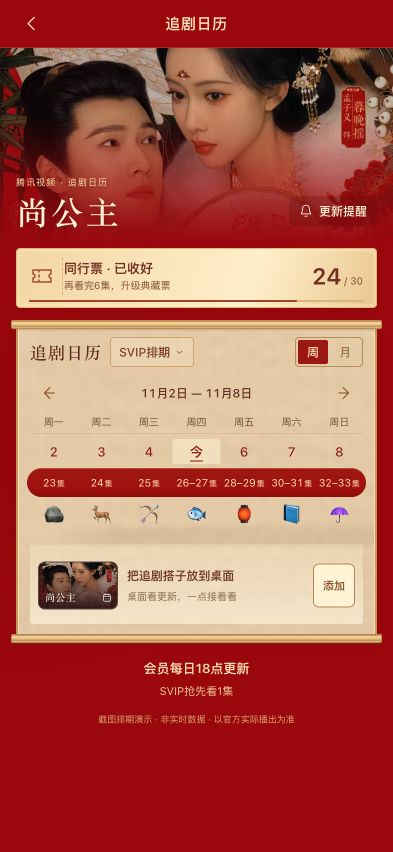 追剧日历
暮晚摇
孟子义 饰
腾讯视频 · 追剧日历
尚公主
更新提醒
同行票 · 已收好
再看完6集，升级典藏票
24 / 30
追剧日历
SVIP排期
周 月
11月2日 — 11月8日
周一 周二 周三 周四 周五 周六 周日
2 3 4 今 6 7 8
23集 24集 25集 26–27集 28–29集 30–31集 32–33集
尚公主
把追剧搭子放到桌面
桌面看更新，一点接着看
添加
会员每日18点更新
SVIP抢先看1集
截图排期演示 · 非实时数据 · 以官方实际播出为准